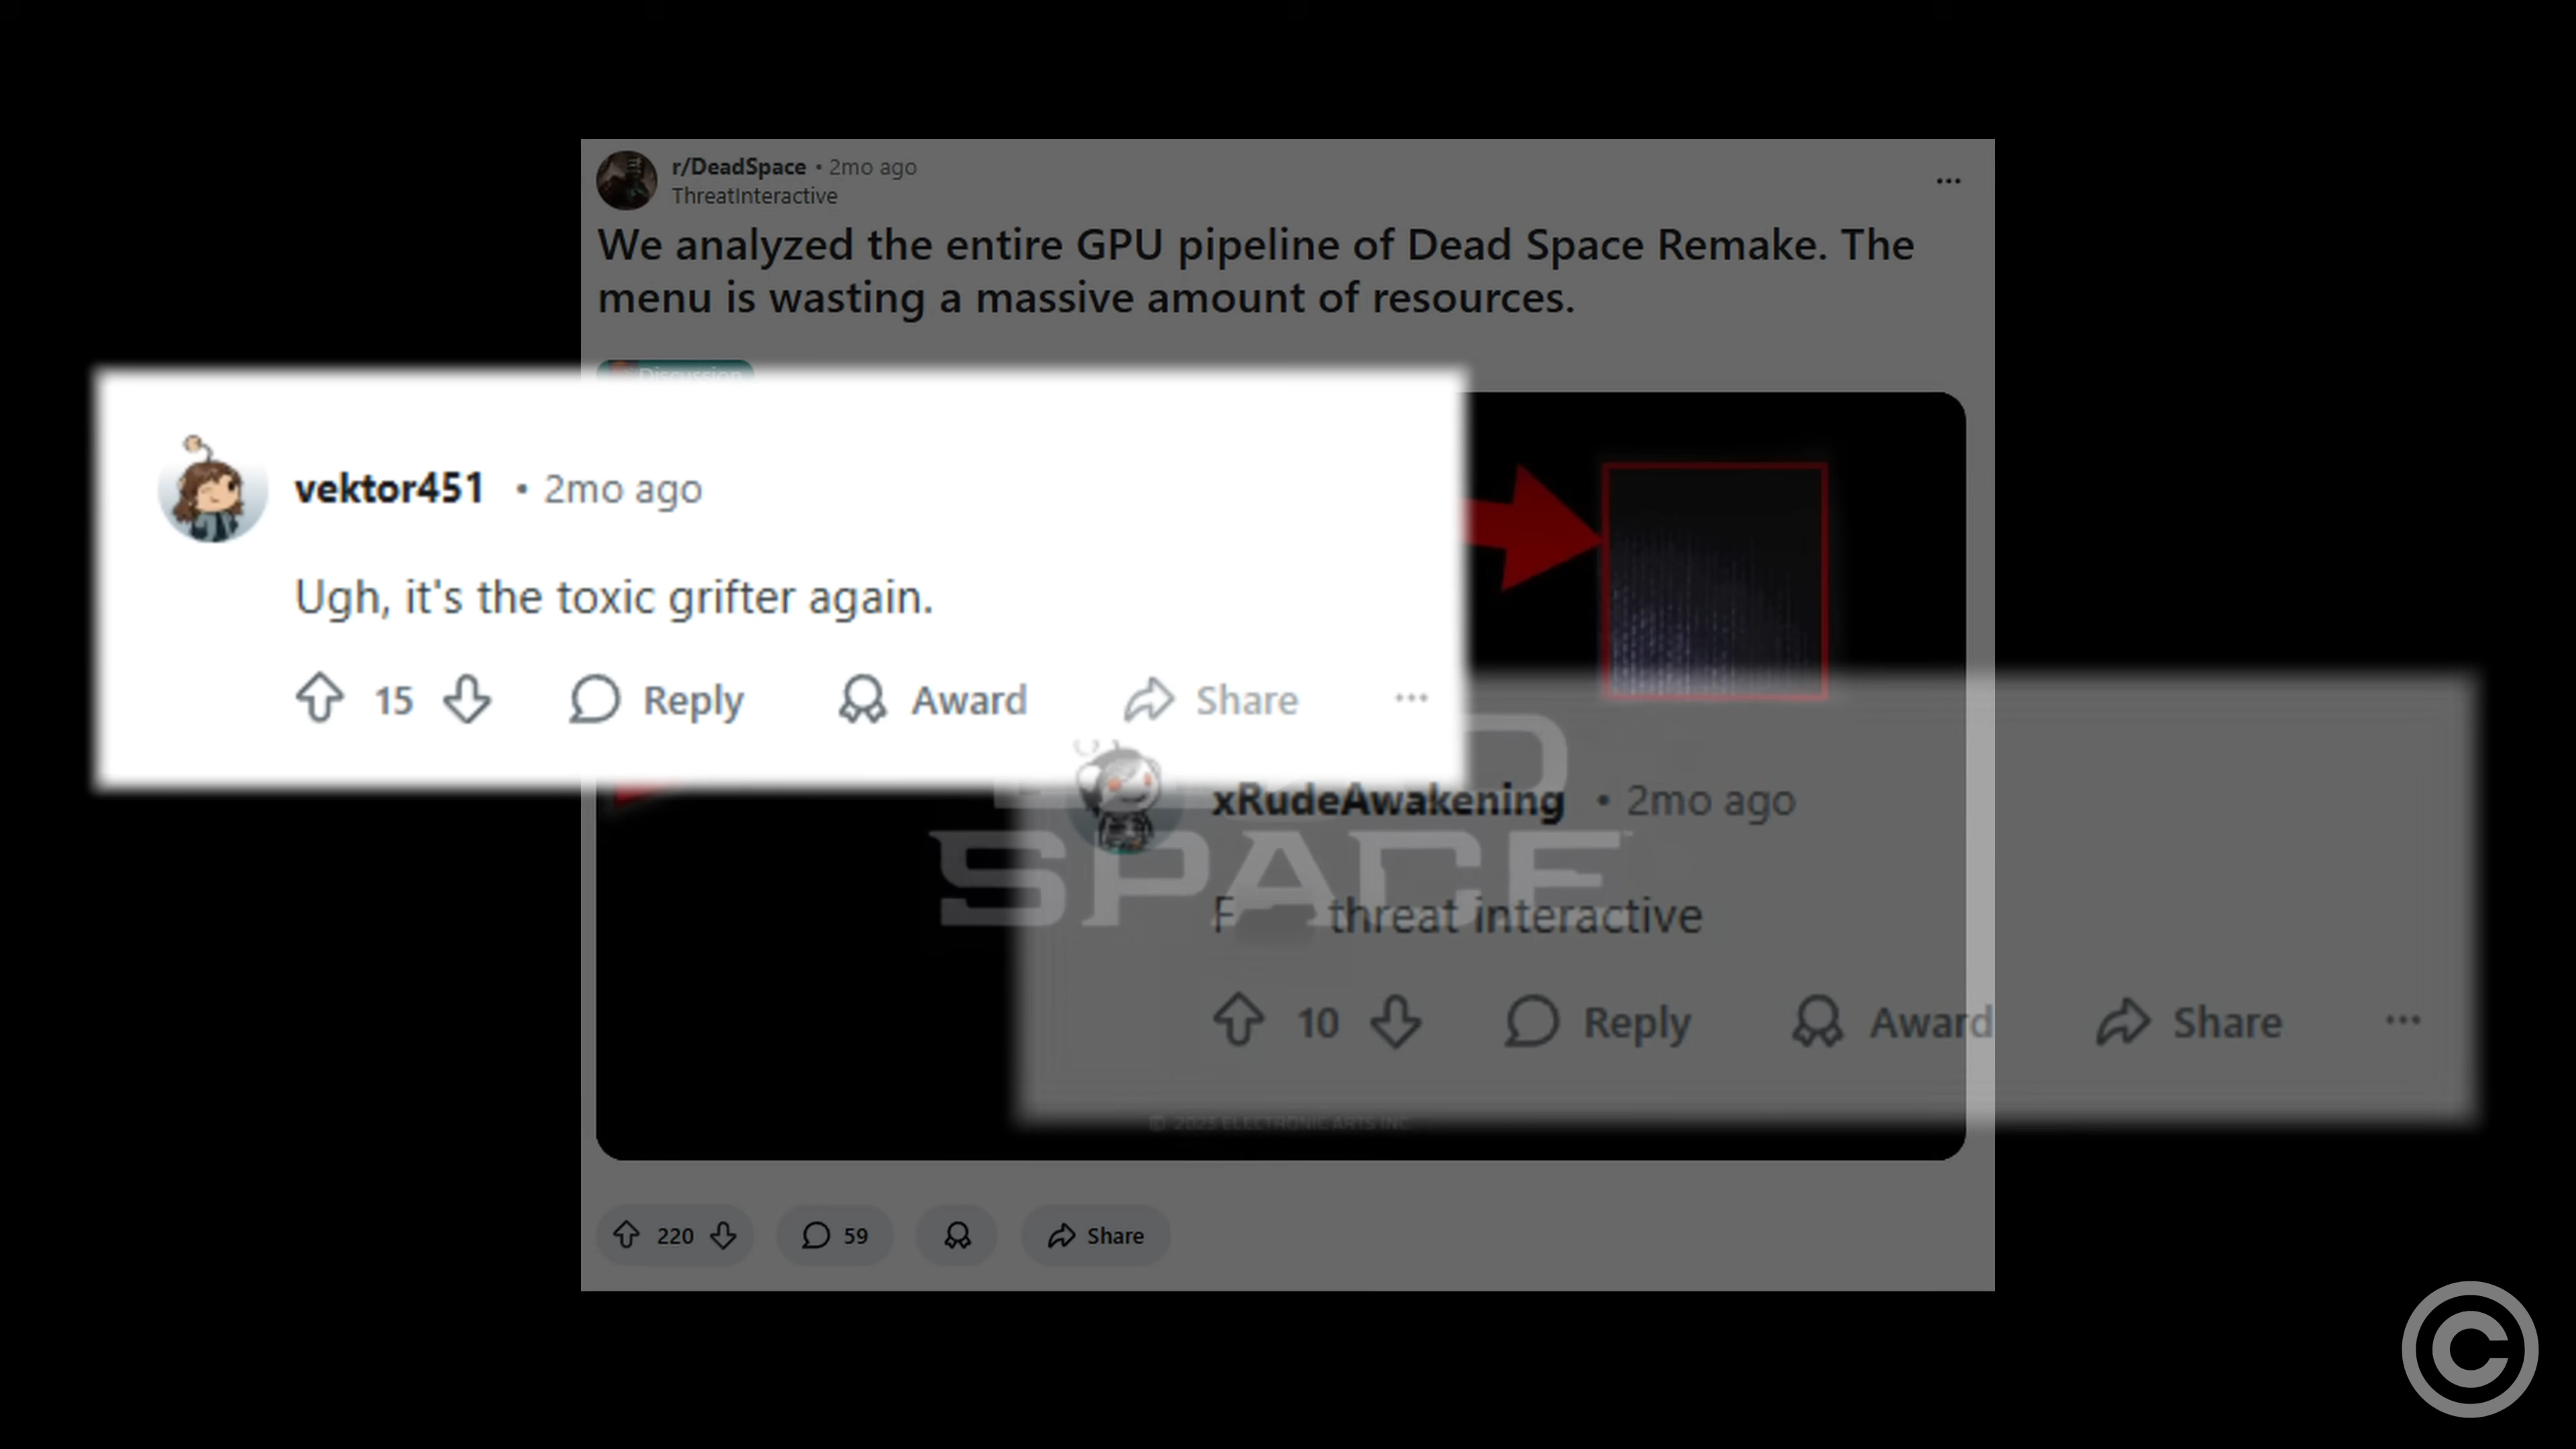 r/DeadSpace • 2mo ago
ThreatInteractive
We analyzed the entire GPU pipeline of Dead Space Remake. The
menu is wasting a massive amount of resources.
Discussion
vektor451 • 2mo ago
Ugh, it's the toxic grifter again.
15 Reply Award Share
xRudeAwakening • 2mo ago
SPACE
F threat interactive
10 Reply Award Share
© 2023 ELECTRONIC ARTS INC.
220 59 Share
©